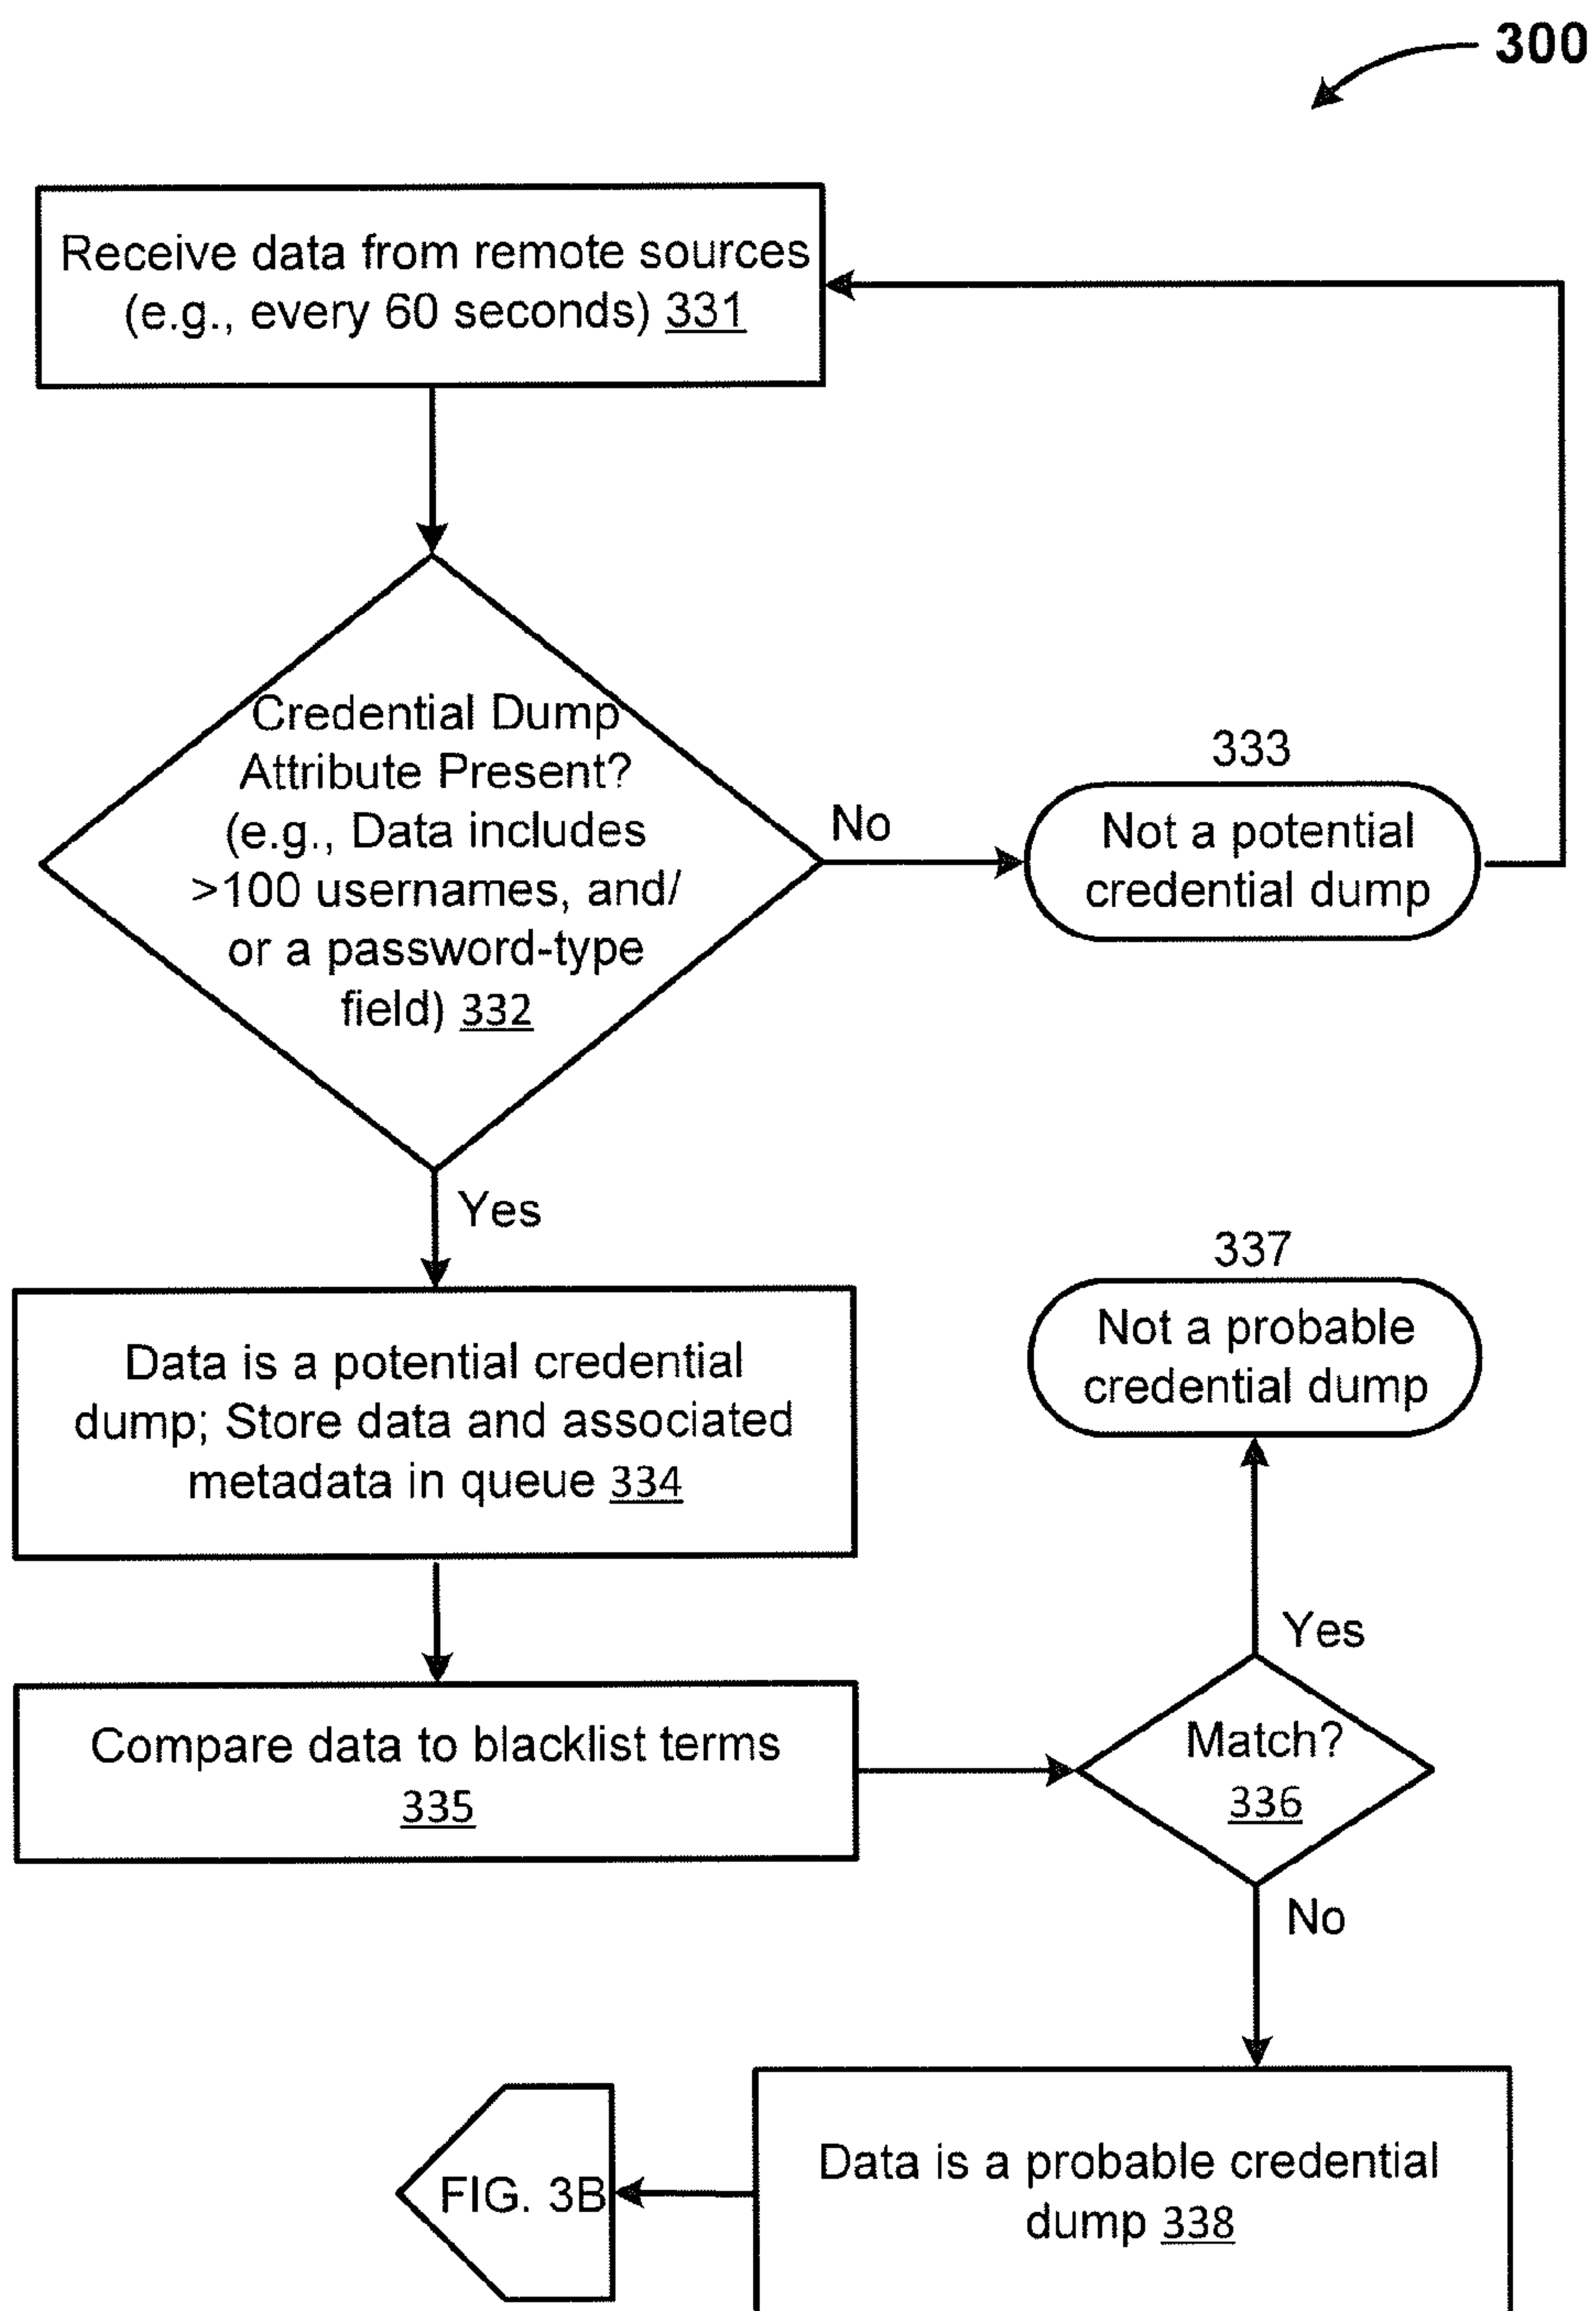 300
Receive data from remote sources
(e.g., every 60 seconds) 331
Credential Dump
Attribute Present?
(e.g., Data includes
>100 usernames, and/
or a password-type
field) 332
No
333
Not a potential
credential dump
Yes
Data is a potential credential
dump; Store data and associated
metadata in queue 334
337
Not a probable
credential dump
Yes
Compare data to blacklist terms
335
Match?
336
No
Data is a probable credential
dump 338
FIG. 3B